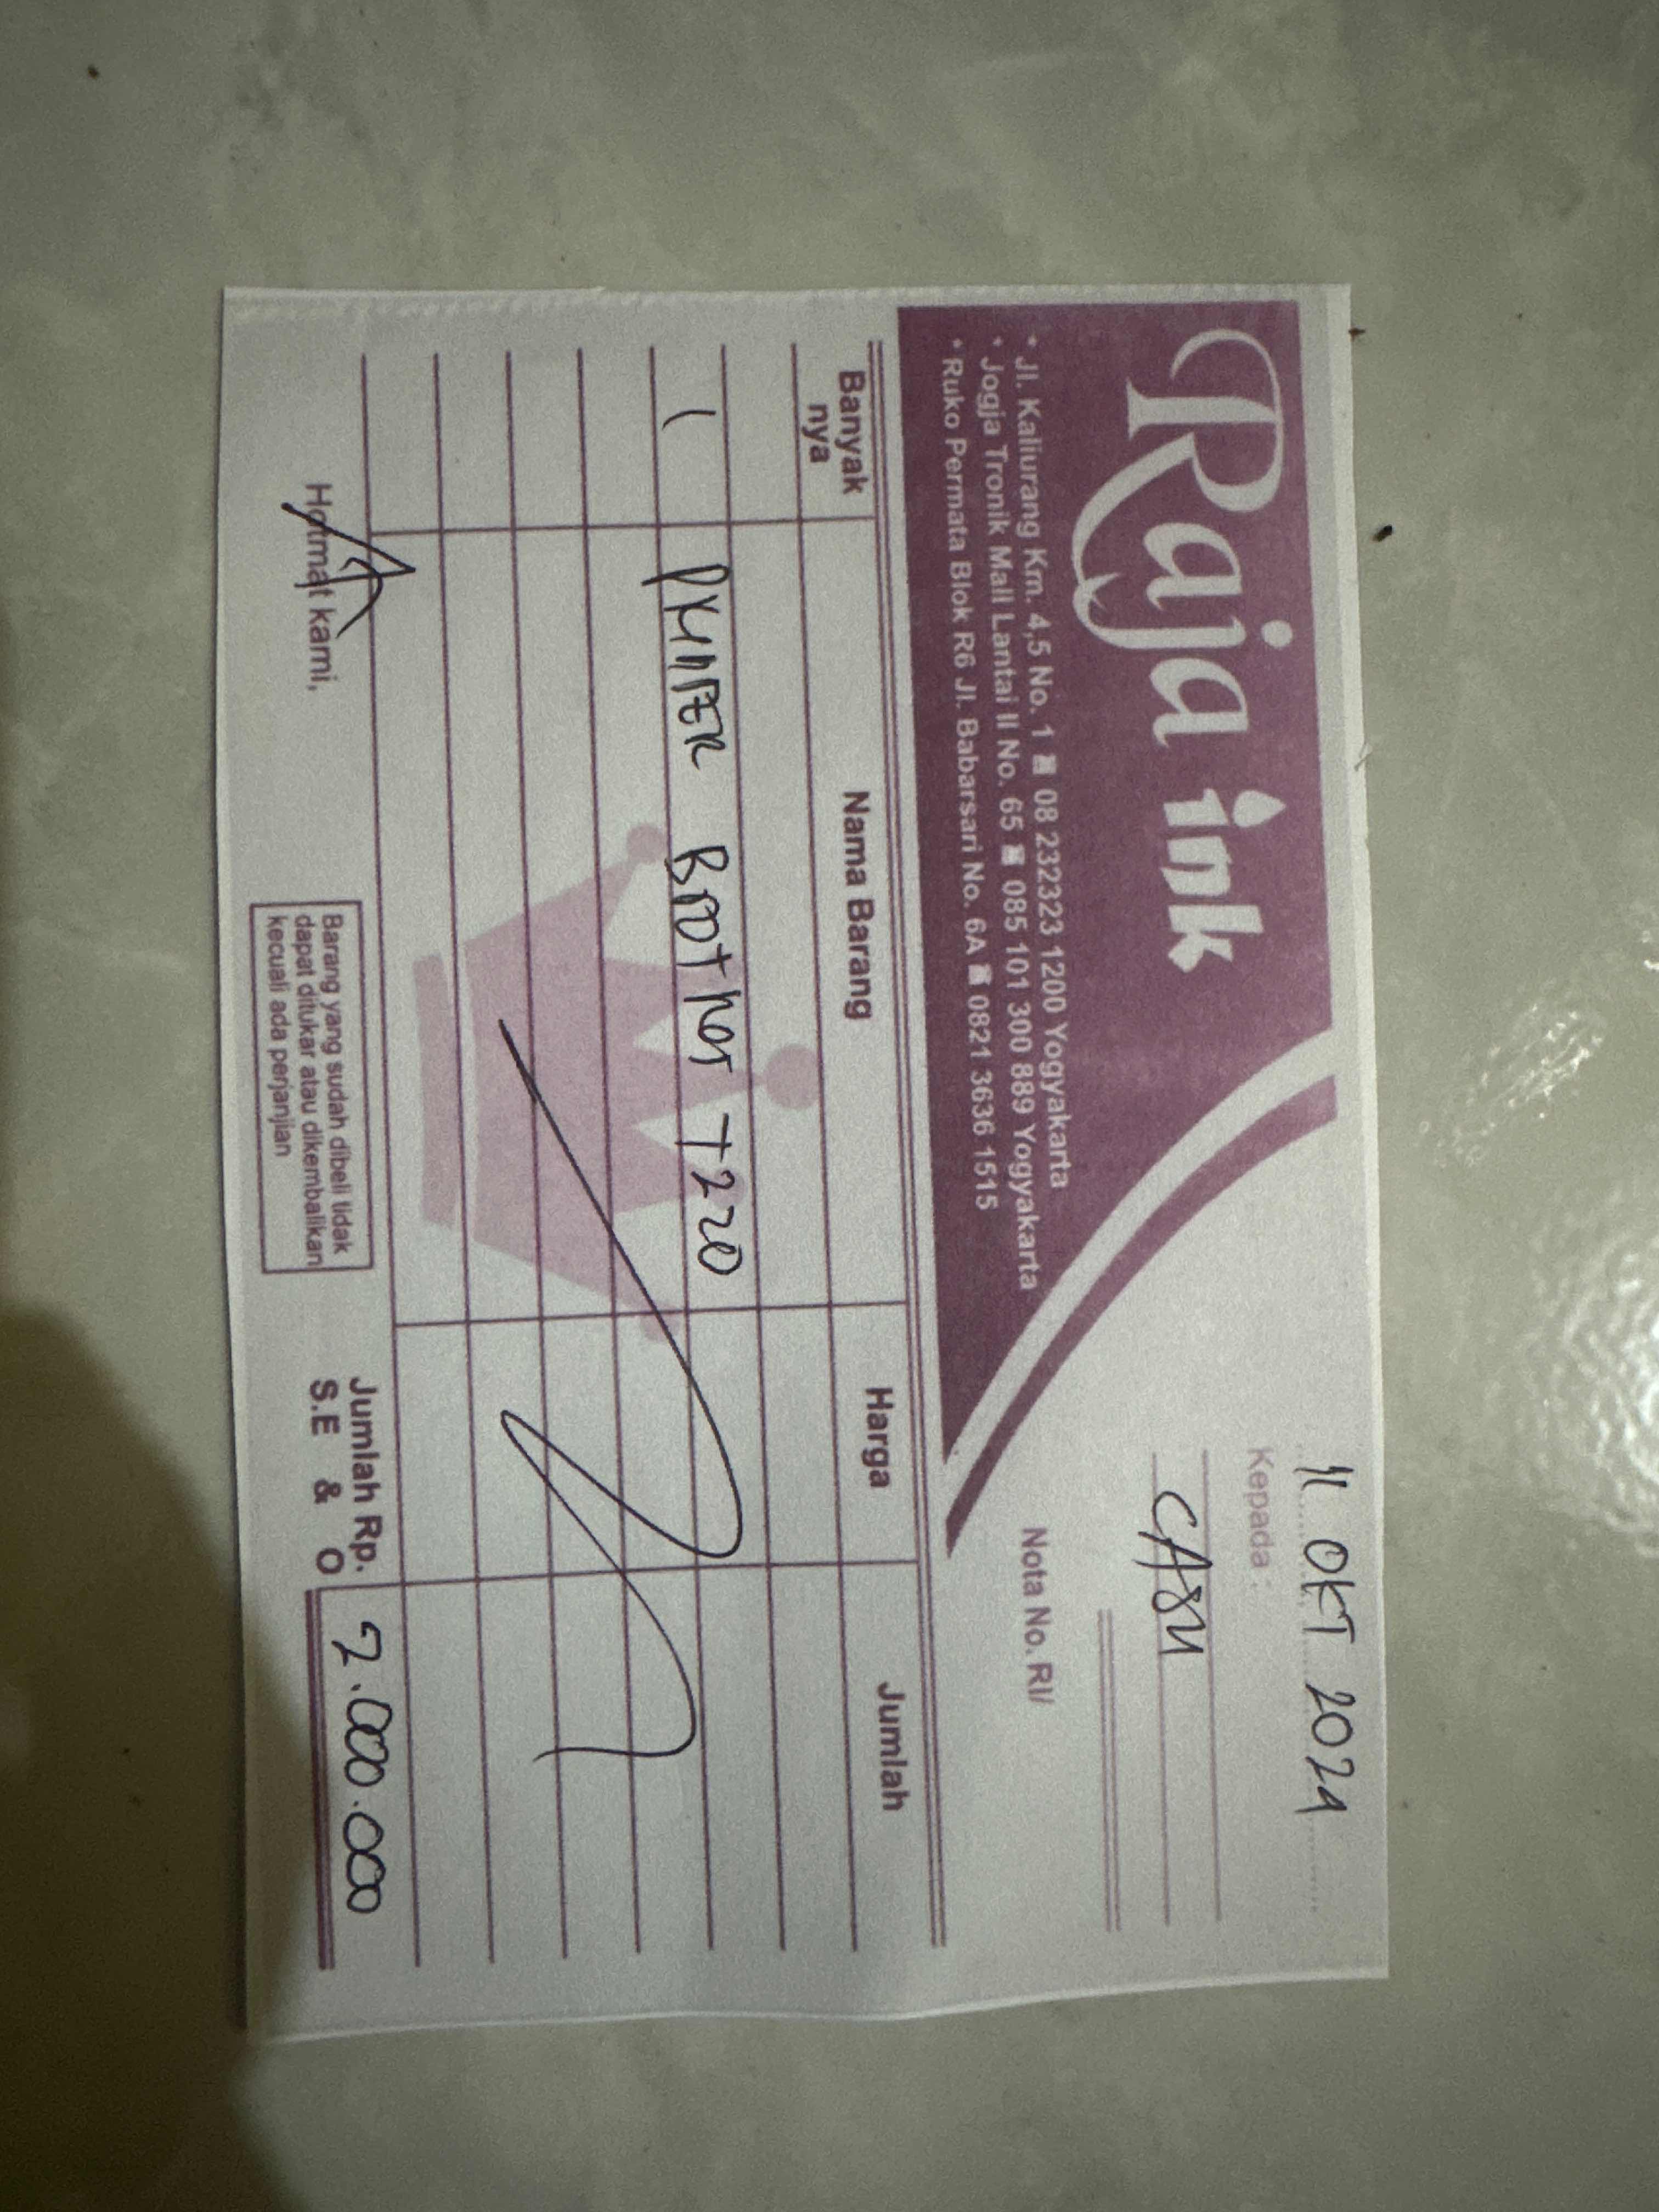 Raja ink
* Jl. Kaliurang Km. 4,5 No. 1 08 232323 1200 Yogyakarta
* Jogja Tronik Mall Lantai II No. 65 085 101 300 889 Yogyakarta
* Ruko Permata Blok R6 Jl. Babarsari No. 6A 0821 3636 1515
11 OKT 2024
Kepada :
CASH
Nota No. RI/
Banyak nya Nama Barang Harga Jumlah
1 PRINTER Brother T220
Jumlah Rp. 2.000.000
S.E & O
Hormat kami,
Barang yang sudah dibeli tidak
dapat ditukar atau dikembalikan
kecuali ada perjanjian